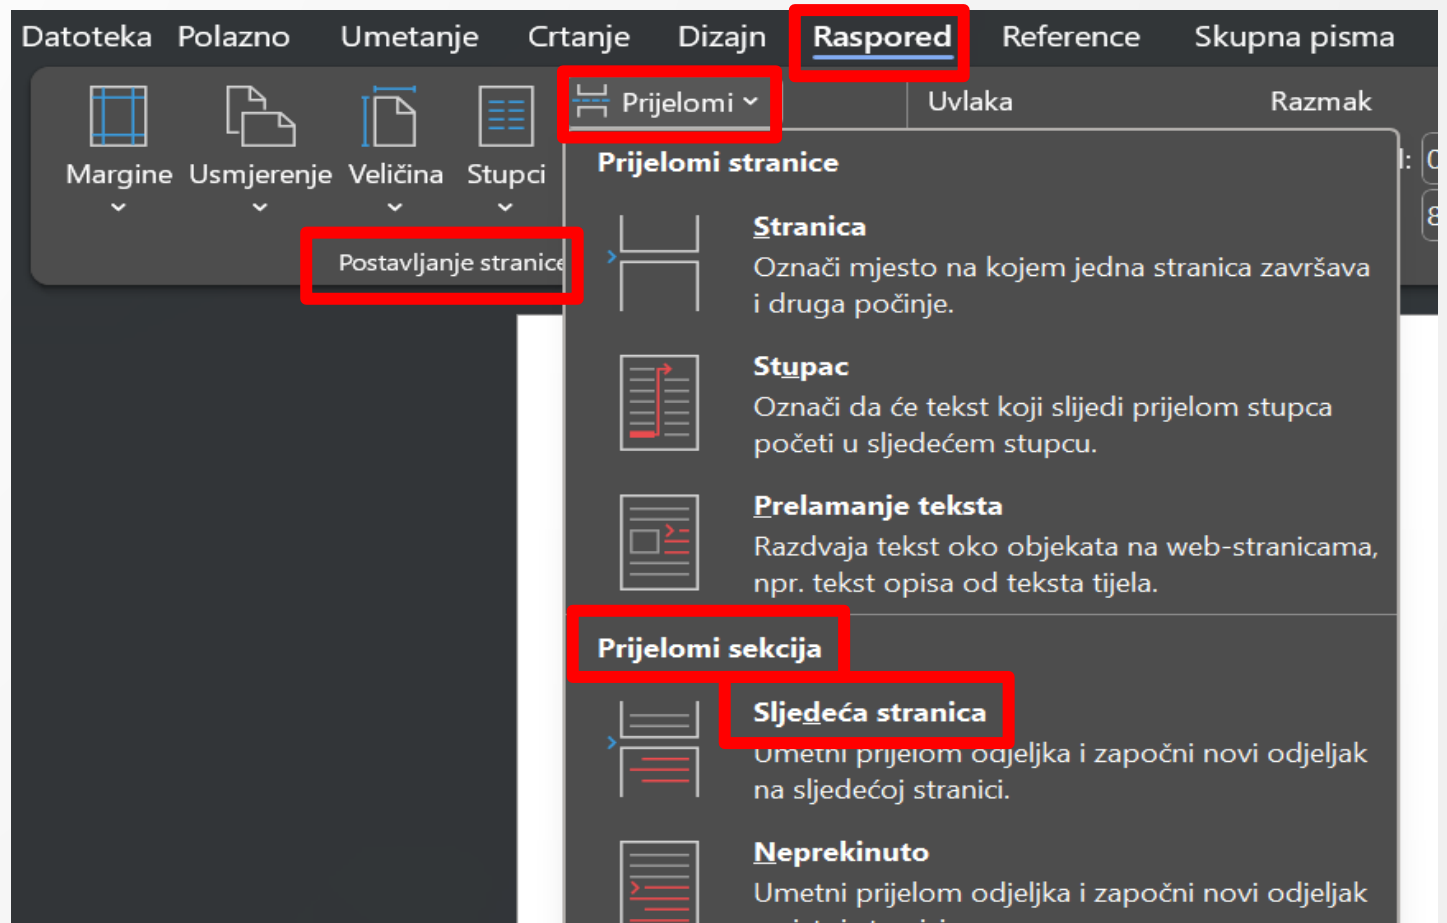 Datoteka Polazno Umetanje Crtanje Dizajn Raspored Reference Skupna pisma
Margine Usmjerenje Veličina Stupci
Prijelomi
Uvlaka Razmak
Postavljanje stranice
Prijelomi stranice
Stranica
Označi mjesto na kojem jedna stranica završava
i druga počinje.
Stupac
Označi da će tekst koji slijedi prijelom stupca
početi u sljedećem stupcu.
Prelamanje teksta
Razdvaja tekst oko objekata na web-stranicama,
npr. tekst opisa od teksta tijela.
Prijelomi sekcija
Sljedeća stranica
Umetni prijelom odjeljka i započni novi odjeljak
na sljedećoj stranici.
Neprekinuto
Umetni prijelom odjeljka i započni novi odjeljak